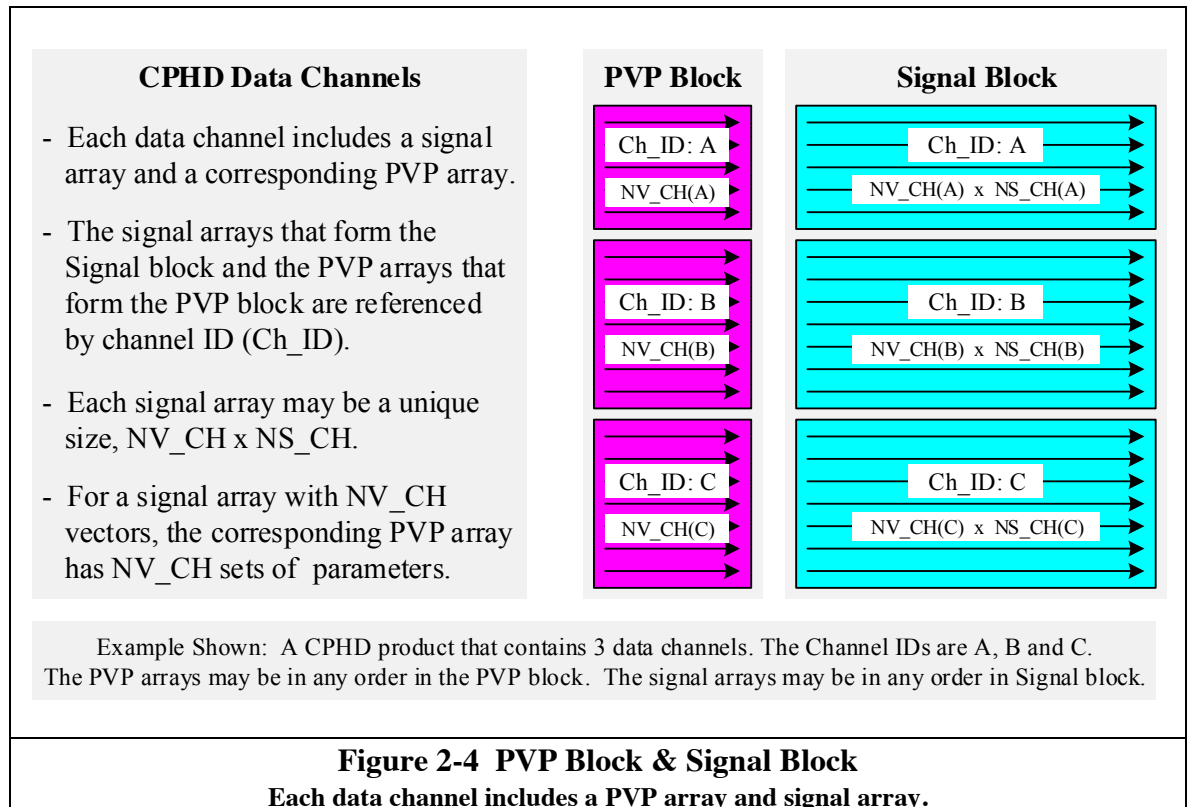 CPHD Data Channels
- Each data channel includes a signal
array and a corresponding PVP array.
- The signal arrays that form the
Signal block and the PVP arrays that
form the PVP block are referenced
by channel ID (Ch_ID).
- Each signal array may be a unique
size, NV_CH x NS_CH.
- For a signal array with NV_CH
vectors, the corresponding PVP array
has NV_CH sets of parameters.
PVP Block
Ch_ID: A
NV_CH(A)
Ch_ID: B
NV_CH(B)
Ch_ID: C
NV_CH(C)
Signal Block
Ch_ID: A
NV_CH(A) x NS_CH(A)
Ch_ID: B
NV_CH(B) x NS_CH(B)
Ch_ID: C
NV_CH(C) x NS_CH(C)
Example Shown: A CPHD product that contains 3 data channels. The Channel IDs are A, B and C.
The PVP arrays may be in any order in the PVP block. The signal arrays may be in any order in Signal block.
Figure 2-4 PVP Block & Signal Block
Each data channel includes a PVP array and signal array.